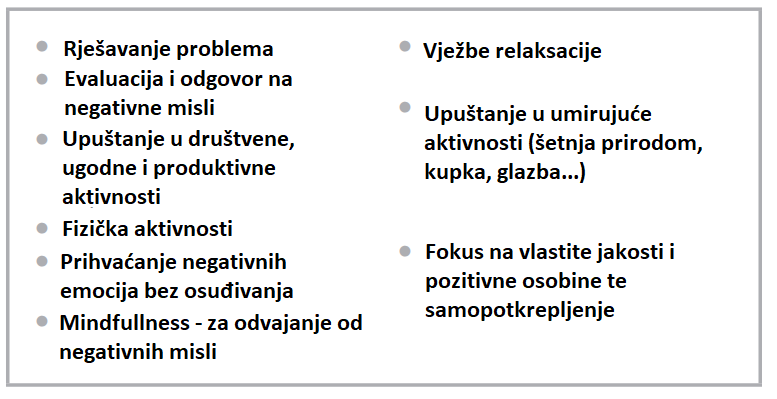 Rješavanje problema
Evaluacija i odgovor na
negativne misli
Upuštanje u društvene,
ugodne i produktivne
aktivnosti
Fizička aktivnosti
Prihvaćanje negativnih
emocija bez osuđivanja
Mindfullness - za odvajanje od
negativnih misli
Vježbe relaksacije
Upuštanje u umirujuće
aktivnosti (šetnja prirodom,
kupka, glazba...)
Fokus na vlastite jakosti i
pozitivne osobine te
samopotkrepljenje